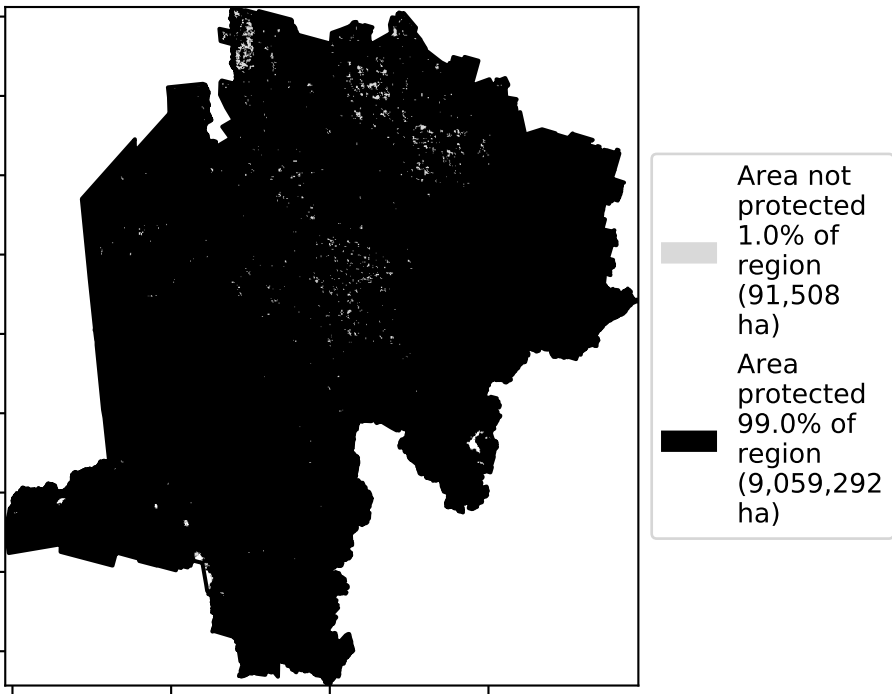 Area not
protected
1.0% of
region
(91,508
ha)
Area
protected
99.0% of
region
(9,059,292
ha)